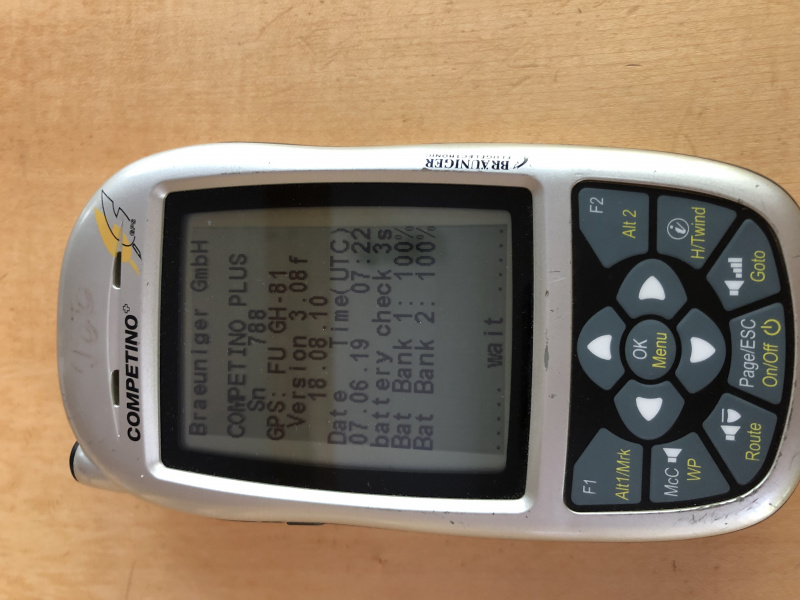 COMPETINO+
Braeuniger GmbH
COMPETINO PLUS
Sn 788
GPS: FU GH-81
Version 3.08f
18.08.10
Date Time(UTC)
07.06.19 07:22
battery check 3s
Bat Bank 1: 100%
Bat Bank 2: 100%
..... wait .....
BRÄUNIGER
FLUGELECTRONIC
F1
Alt1/Mrk
F2
Alt 2
McC
WP
OK
Menu
i
H/Twind
Route
Page/ESC
On/Off
Goto